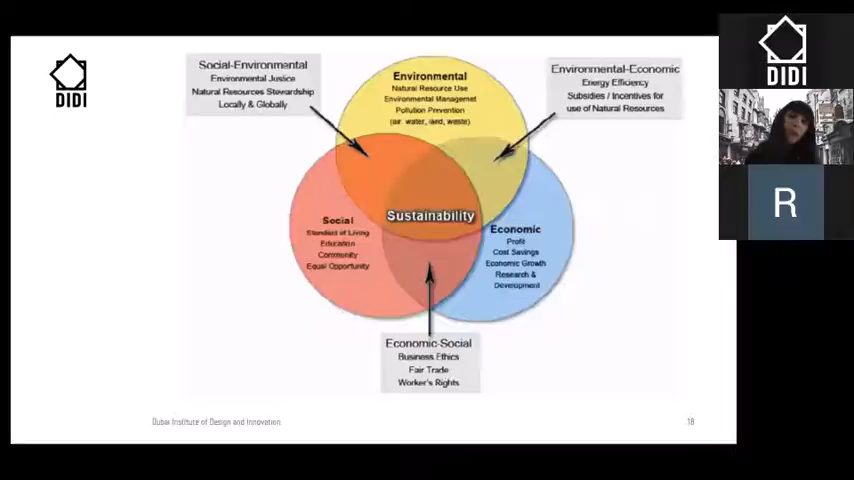 DIDI
Social-Environmental
Environmental Justice
Natural Resources Stewardship
Locally & Globally
Environmental
Natural Resource Use
Environmental Managemet
Pollution Prevention
(air, water, land, waste)
Environmental-Economic
Energy Efficiency
Subsidies / Incentives for
use of Natural Resources
Social
Standard of Living
Education
Community
Equal Opportunity
Sustainability
Economic
Profit
Cost Savings
Economic Growth
Research &
Development
Economic-Social
Business Ethics
Fair Trade
Worker's Rights
Dubai Institute of Design and Innovation
18
DIDI
R